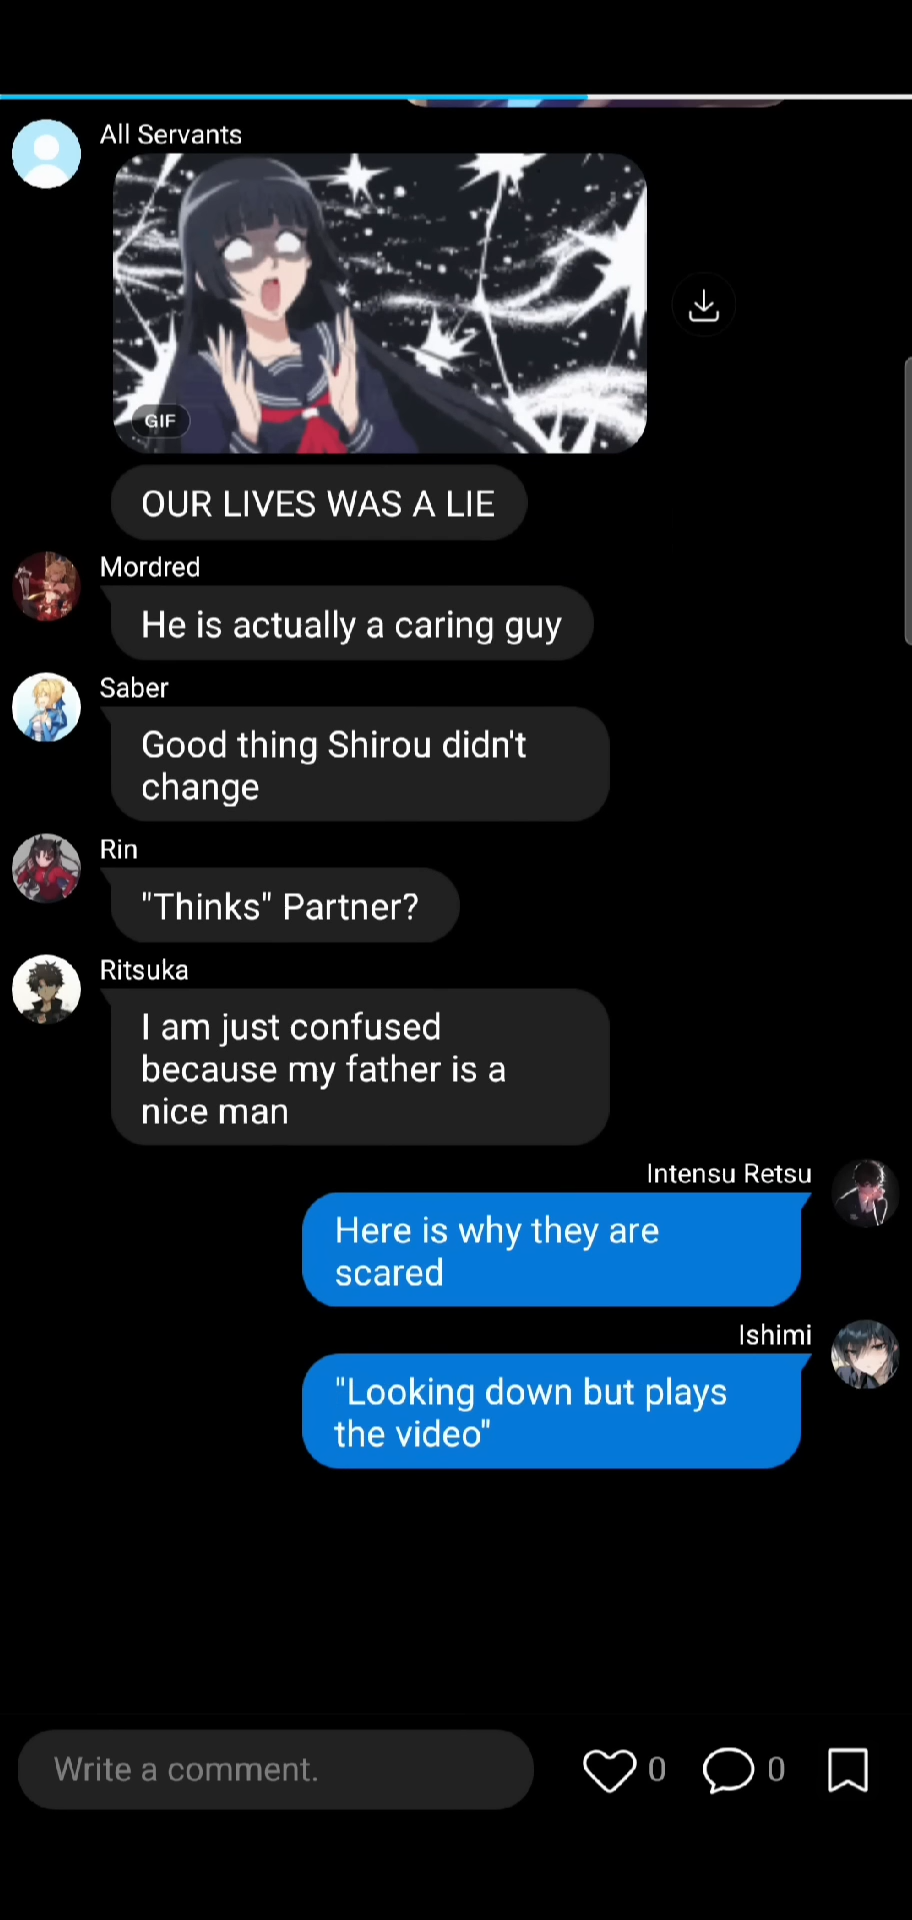 All Servants
GIF
OUR LIVES WAS A LIE
Mordred
He is actually a caring guy
Saber
Good thing Shirou didn't
change
Rin
"Thinks" Partner?
Ritsuka
I am just confused
because my father is a
nice man
Intensu Retsu
Here is why they are
scared
Ishimi
"Looking down but plays
the video"
Write a comment.
0
0